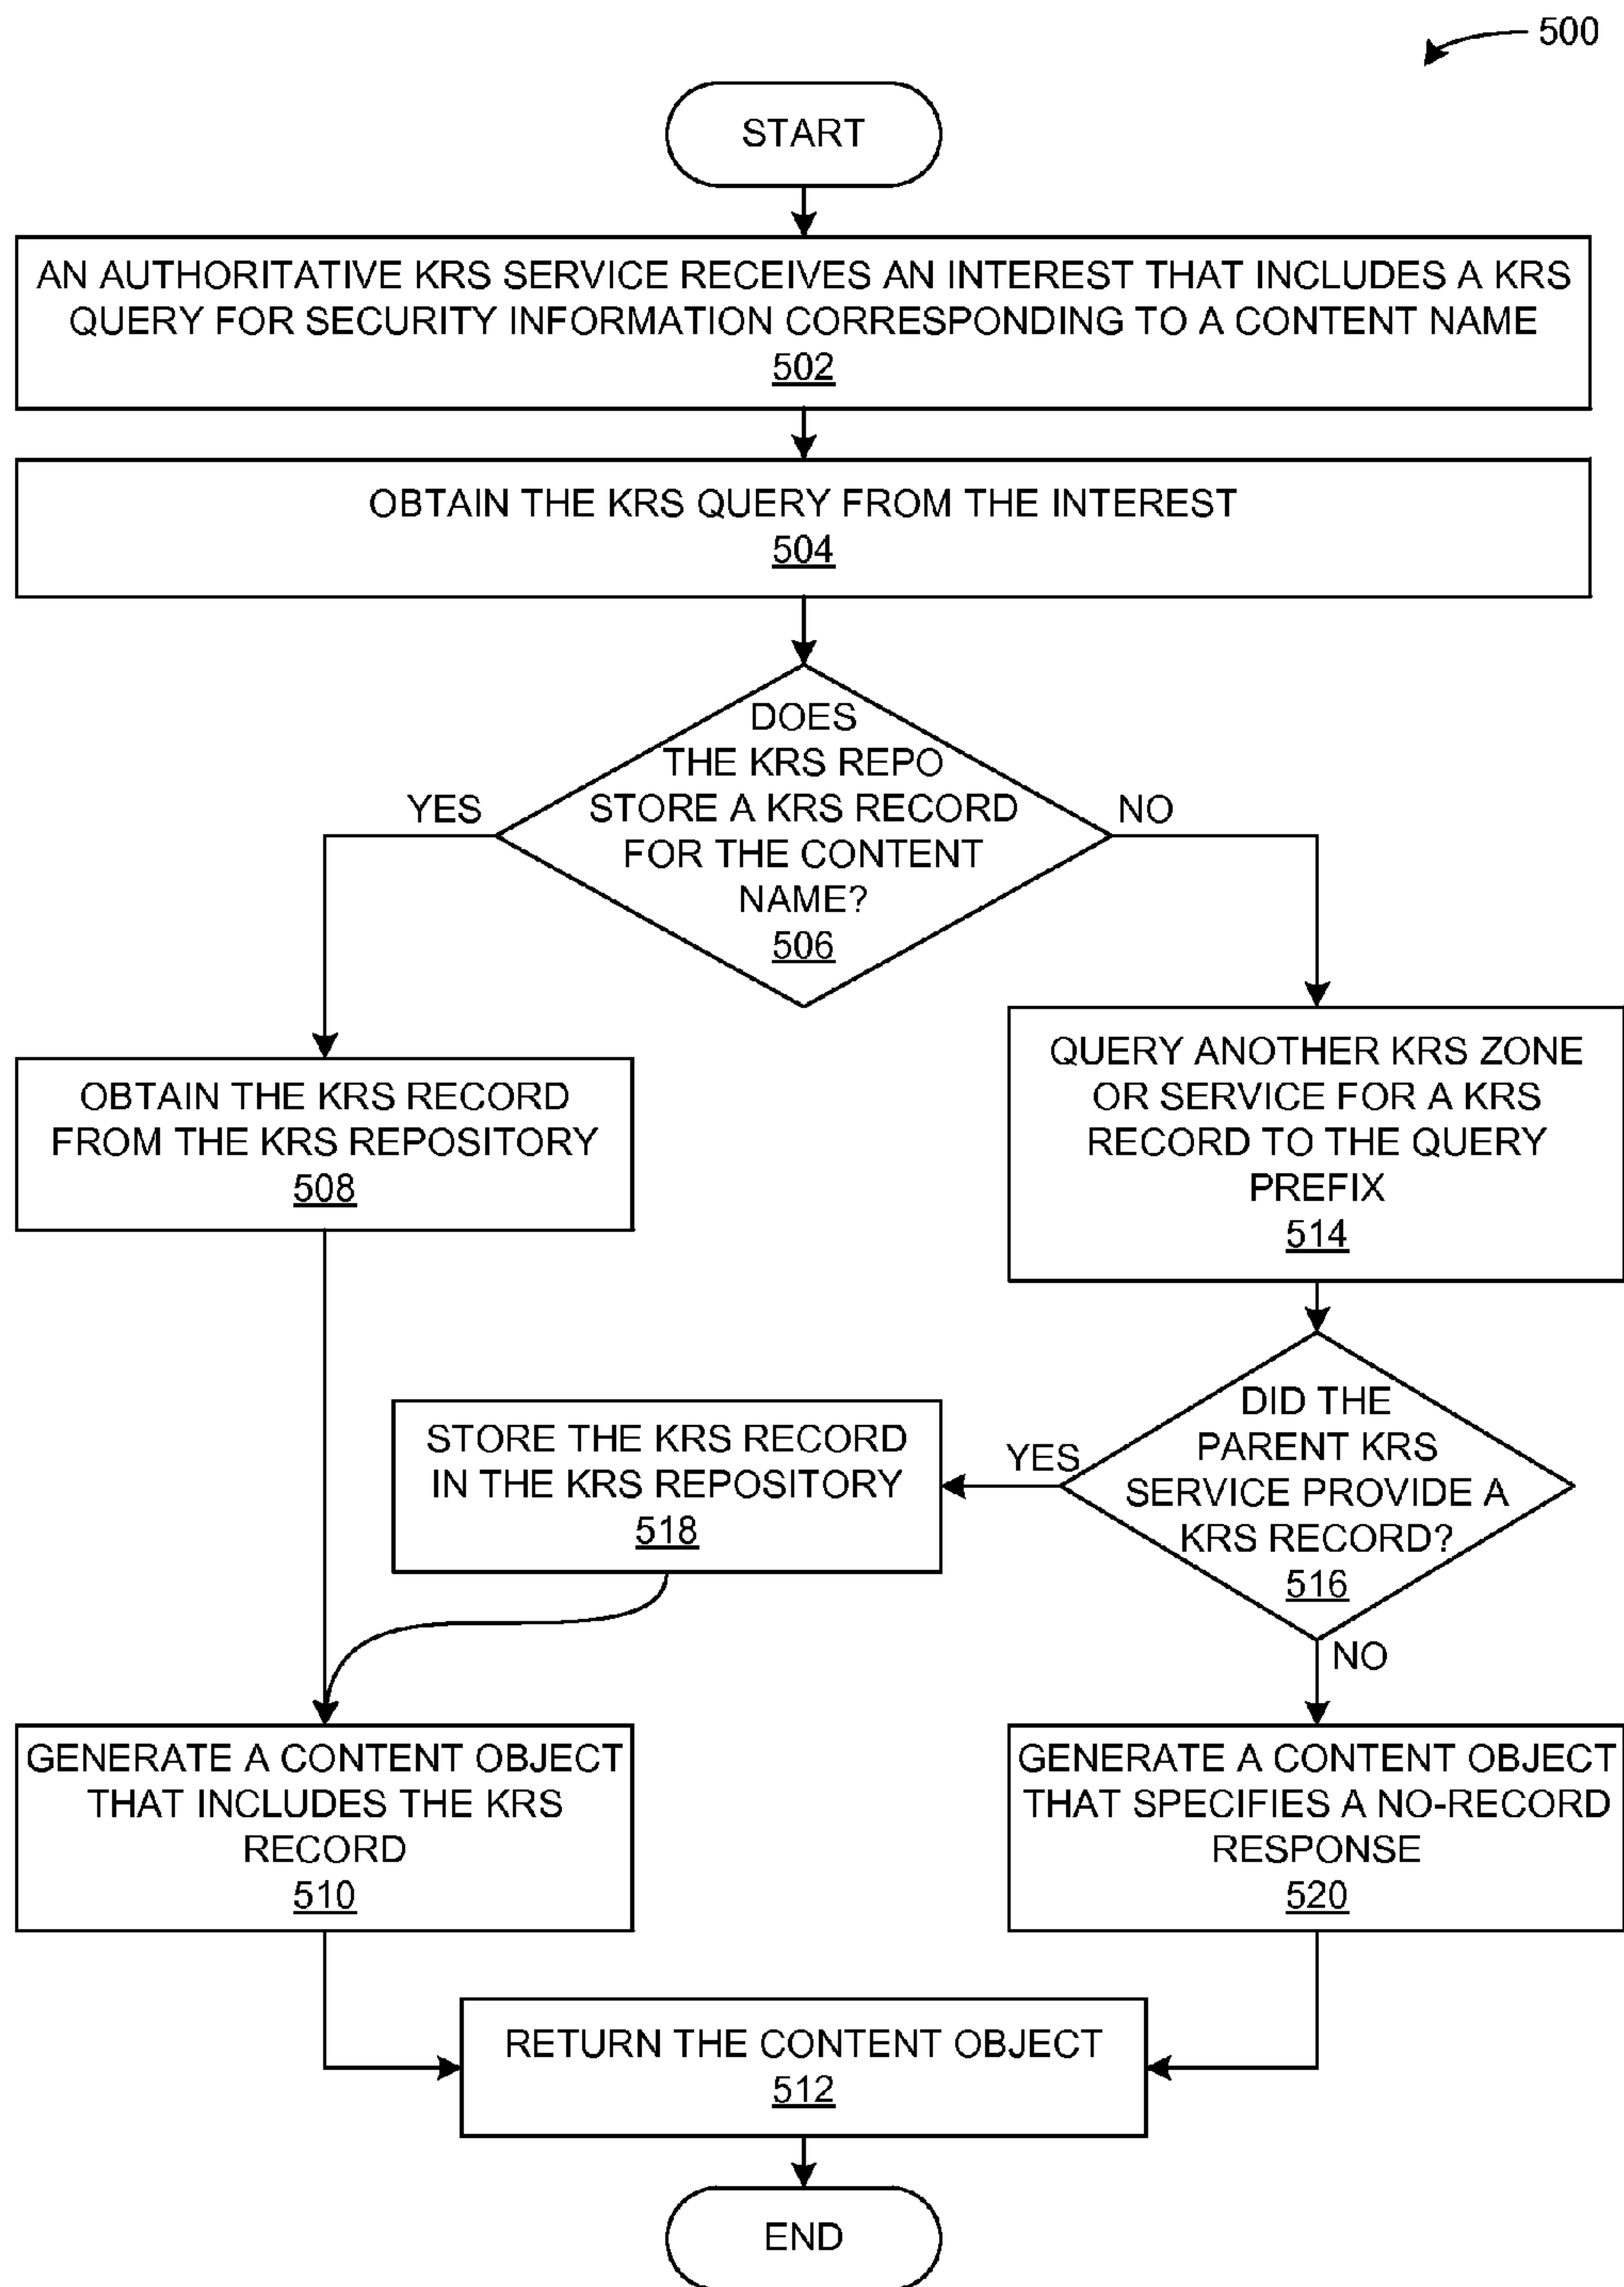 500
START
AN AUTHORITATIVE KRS SERVICE RECEIVES AN INTEREST THAT INCLUDES A KRS
QUERY FOR SECURITY INFORMATION CORRESPONDING TO A CONTENT NAME
502
OBTAIN THE KRS QUERY FROM THE INTEREST
504
DOES
THE KRS REPO
STORE A KRS RECORD
FOR THE CONTENT
NAME?
506
YES
NO
OBTAIN THE KRS RECORD
FROM THE KRS REPOSITORY
508
QUERY ANOTHER KRS ZONE
OR SERVICE FOR A KRS
RECORD TO THE QUERY
PREFIX
514
DID THE
PARENT KRS
SERVICE PROVIDE A
KRS RECORD?
516
YES
NO
STORE THE KRS RECORD
IN THE KRS REPOSITORY
518
GENERATE A CONTENT OBJECT
THAT INCLUDES THE KRS
RECORD
510
GENERATE A CONTENT OBJECT
THAT SPECIFIES A NO-RECORD
RESPONSE
520
RETURN THE CONTENT OBJECT
512
END